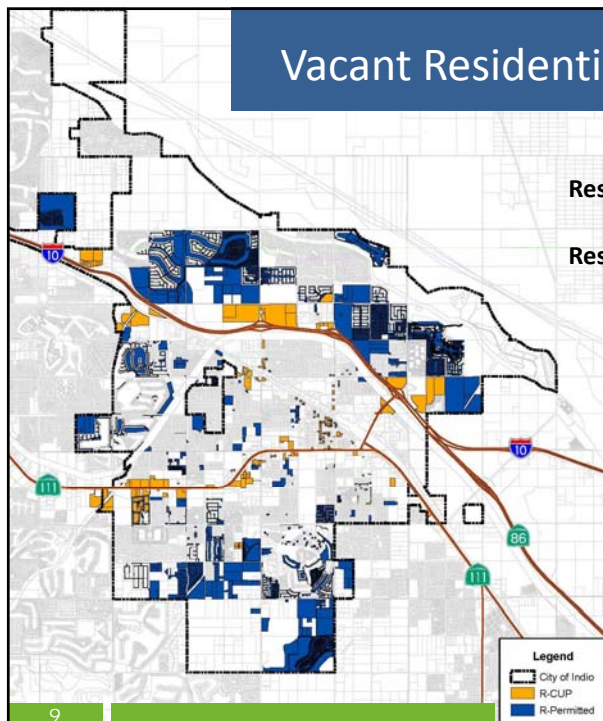 Vacant Residenti
Res
Res
10
111
10
86
111
Legend
City of Indio
R-CUP
R-Permitted
9